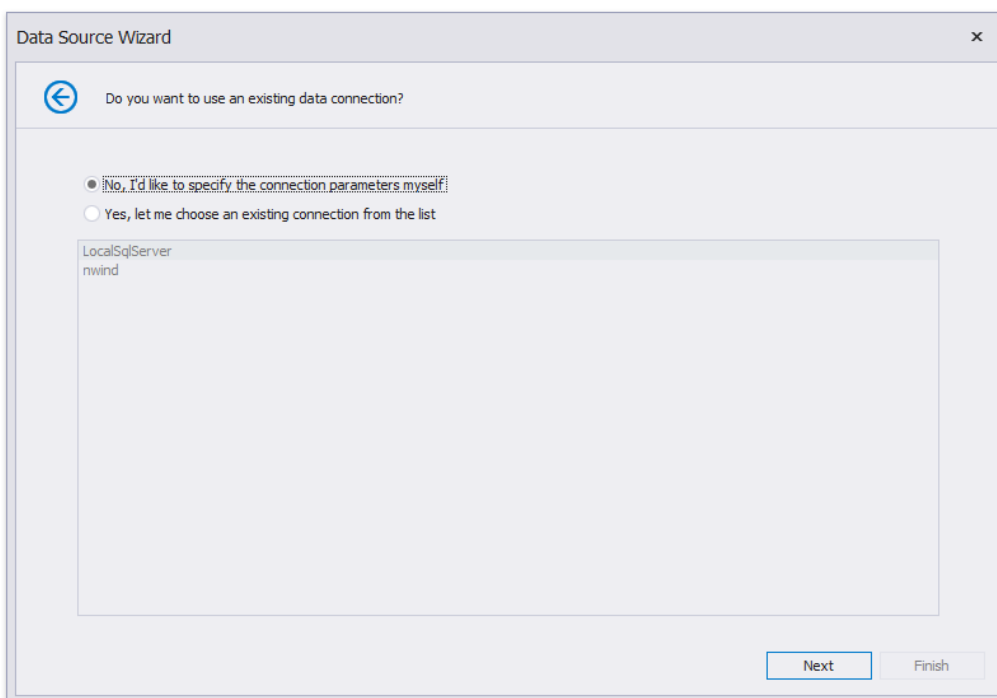 Data Source Wizard
Do you want to use an existing data connection?
No, I'd like to specify the connection parameters myself
Yes, let me choose an existing connection from the list
LocalSqlServer
nwind
Next Finish